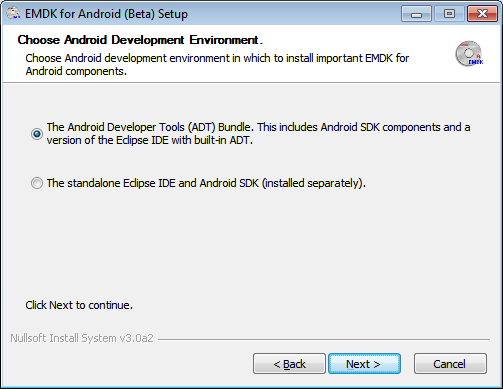 EMDK for Android (Beta) Setup
Choose Android Development Environment.
Choose Android development environment in which to install important EMDK for
Android components.
EMDK
The Android Developer Tools (ADT) Bundle. This includes Android SDK components and a
version of the Eclipse IDE with built-in ADT.
The standalone Eclipse IDE and Android SDK (installed separately).
Click Next to continue.
Nullsoft Install System v3.0a2
< Back
Next >
Cancel